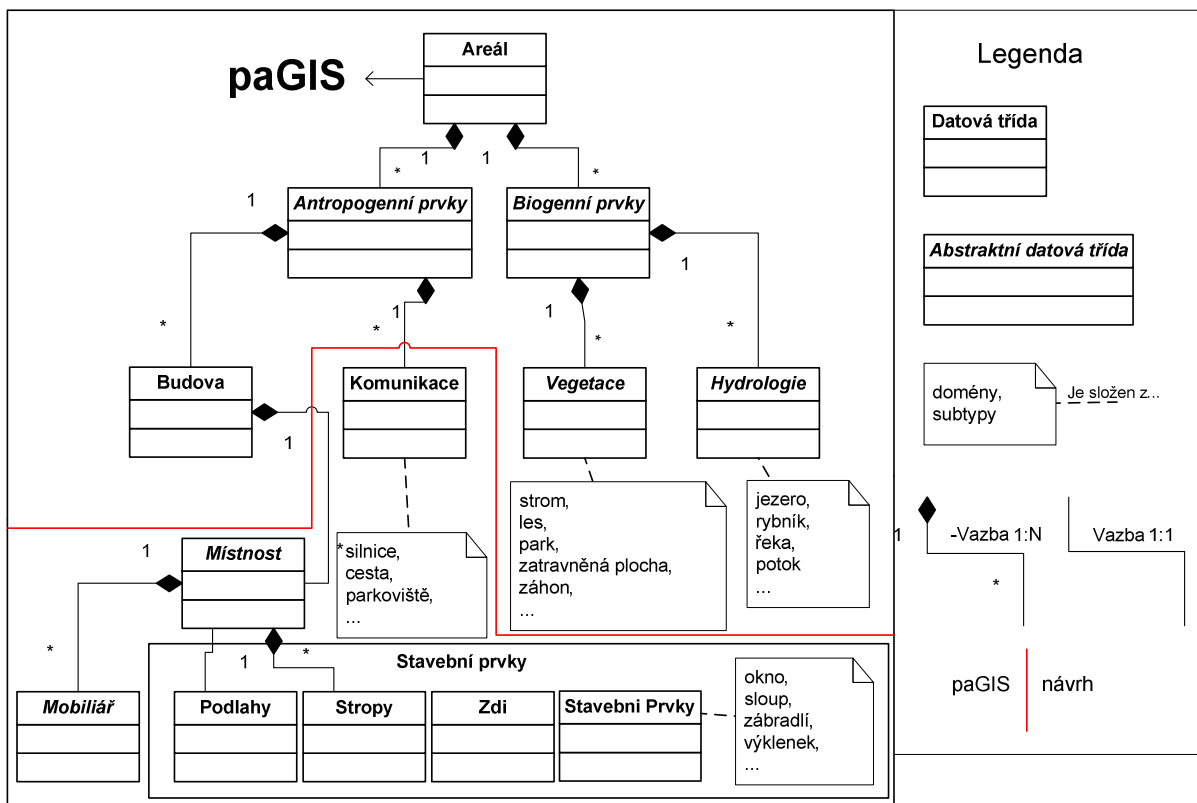 Areál
paGIS
1
1
*
*
Antropogenní prvky
Biogenní prvky
1
1
1
1
*
*
*
*
Budova
Komunikace
Vegetace
Hydrologie
1
strom,
les,
park,
zatravněná plocha,
záhon,
...
jezero,
rybník,
řeka,
potok
...
silnice,
cesta,
parkoviště,
...
*
1
Místnost
*
1
*
Stavební prvky
Mobiliář
Podlahy
Stropy
Zdi
Stavebni Prvky
okno,
sloup,
zábradlí,
výklenek,
...
Legenda
Datová třída
Abstraktní datová třída
domény,
subtypy
Je složen z...
1
-Vazba 1:N
*
Vazba 1:1
paGIS
návrh